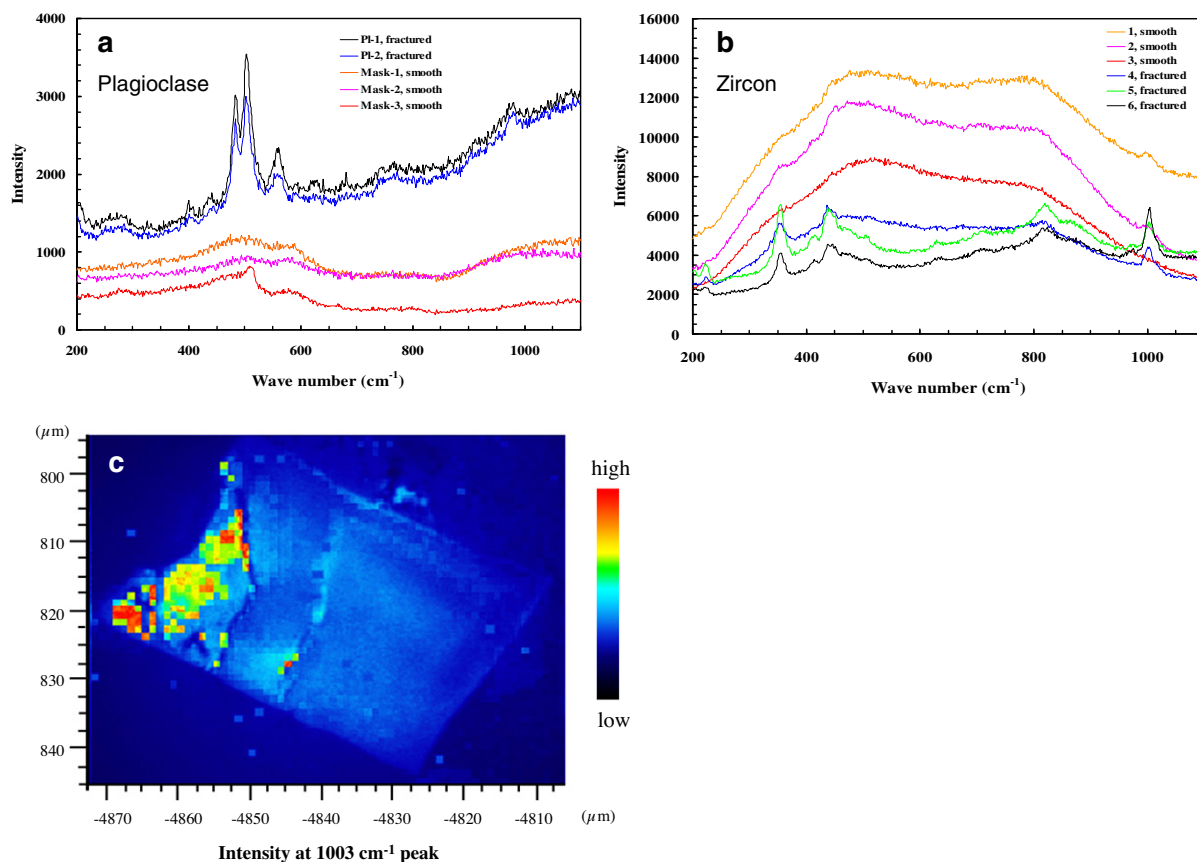 a
Plagioclase
Pl-1, fractured
Pl-2, fractured
Mask-1, smooth
Mask-2, smooth
Mask-3, smooth
4000
3000
2000
1000
0
Intensity
200 400 600 800 1000
Wave number (cm⁻¹)
b
Zircon
1, smooth
2, smooth
3, smooth
4, fractured
5, fractured
6, fractured
16000
14000
12000
10000
8000
6000
4000
2000
0
Intensity
200 400 600 800 1000
Wave number (cm⁻¹)
(μm)
c
800
810
820
830
840
-4870 -4860 -4850 -4840 -4830 -4820 -4810 (μm)
Intensity at 1003 cm⁻¹ peak
high
low